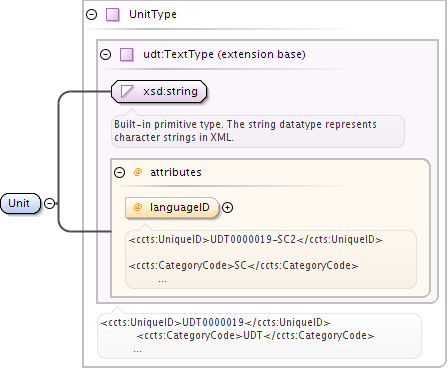 UnitType
udt:TextType (extension base)
xsd:string
Built-in primitive type. The string datatype represents
character strings in XML.
@ attributes
@ languageID
Unit
<ccts:UniqueID>UDT0000019-SC2</ccts:UniqueID>
<ccts:CategoryCode>SC</ccts:CategoryCode>
...
<ccts:UniqueID>UDT0000019</ccts:UniqueID>
<ccts:CategoryCode>UDT</ccts:CategoryCode>
...